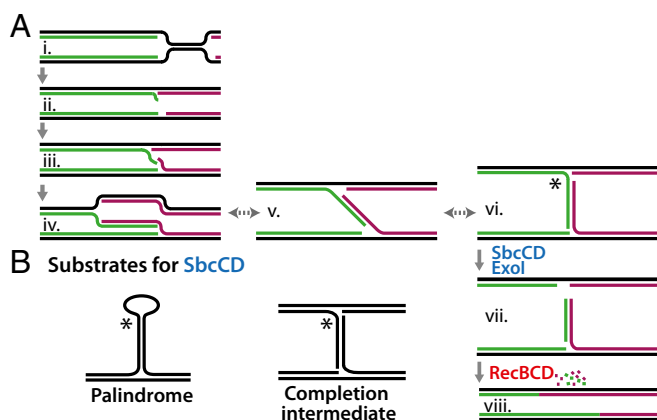 A
i.
ii.
iii.
iv.
v.
* vi.
SbcCD
ExoI
vii.
RecBCD
viii.
B Substrates for SbcCD
*
Palindrome
*
Completion
intermediate